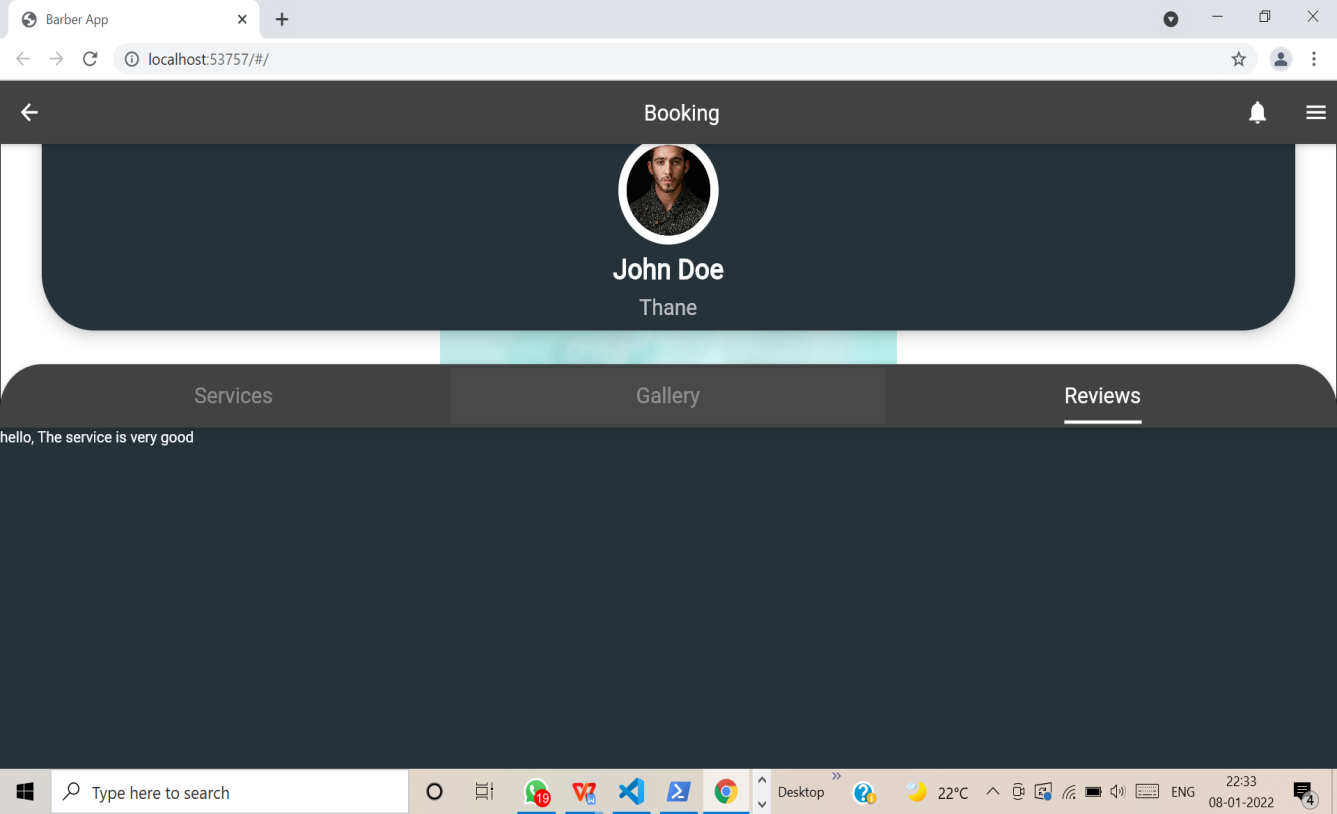 Barber App
localhost:53757/#/
Booking
John Doe
Thane
Services Gallery Reviews
hello, The service is very good
Type here to search
19
W
Desktop
22°C
ENG
22:33
08-01-2022
4